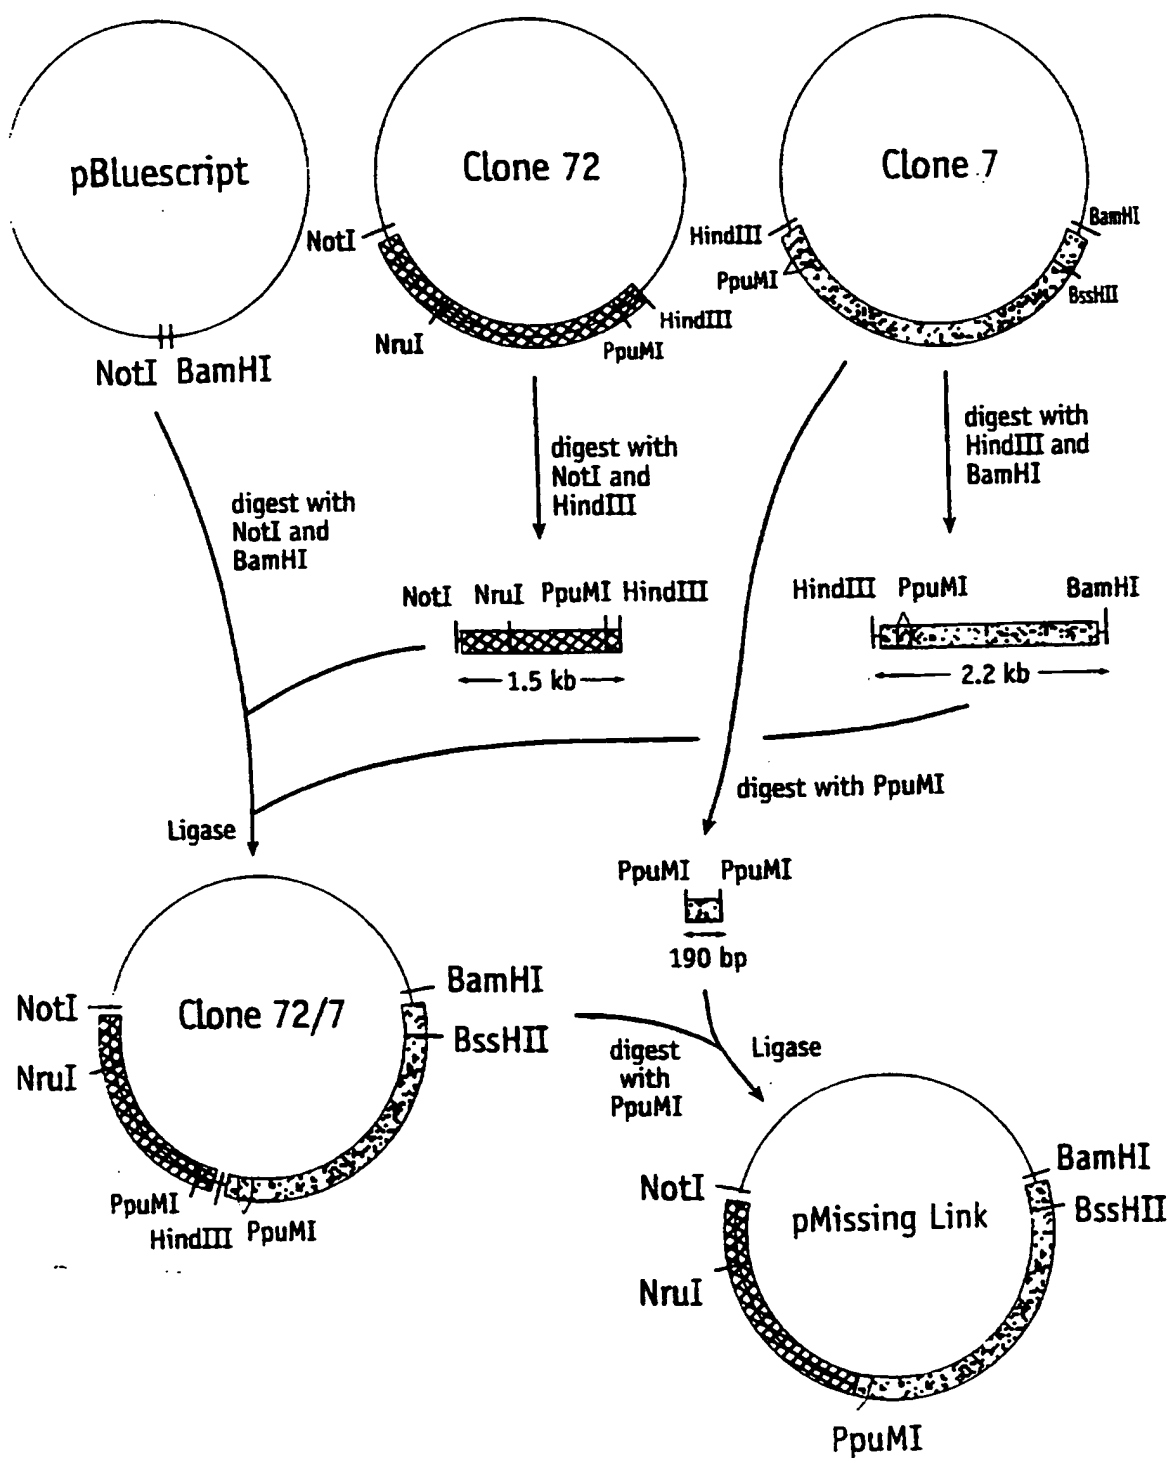 pBluescript
NotI BamHI
Clone 72
NotI
NruI
HindIII
PpuMI
Clone 7
HindIII
PpuMI
BamHI
BssHII
digest with
NotI and
BamHI
digest with
NotI and
HindIII
digest with
HindIII and
BamHI
NotI NruI PpuMI HindIII
1.5 kb
HindIII PpuMI BamHI
2.2 kb
digest with PpuMI
Ligase
PpuMI PpuMI
190 bp
Clone 72/7
NotI
NruI
PpuMI
HindIII
PpuMI
BamHI
BssHII
digest
with
PpuMI
Ligase
pMissing Link
NotI
NruI
PpuMI
BamHI
BssHII